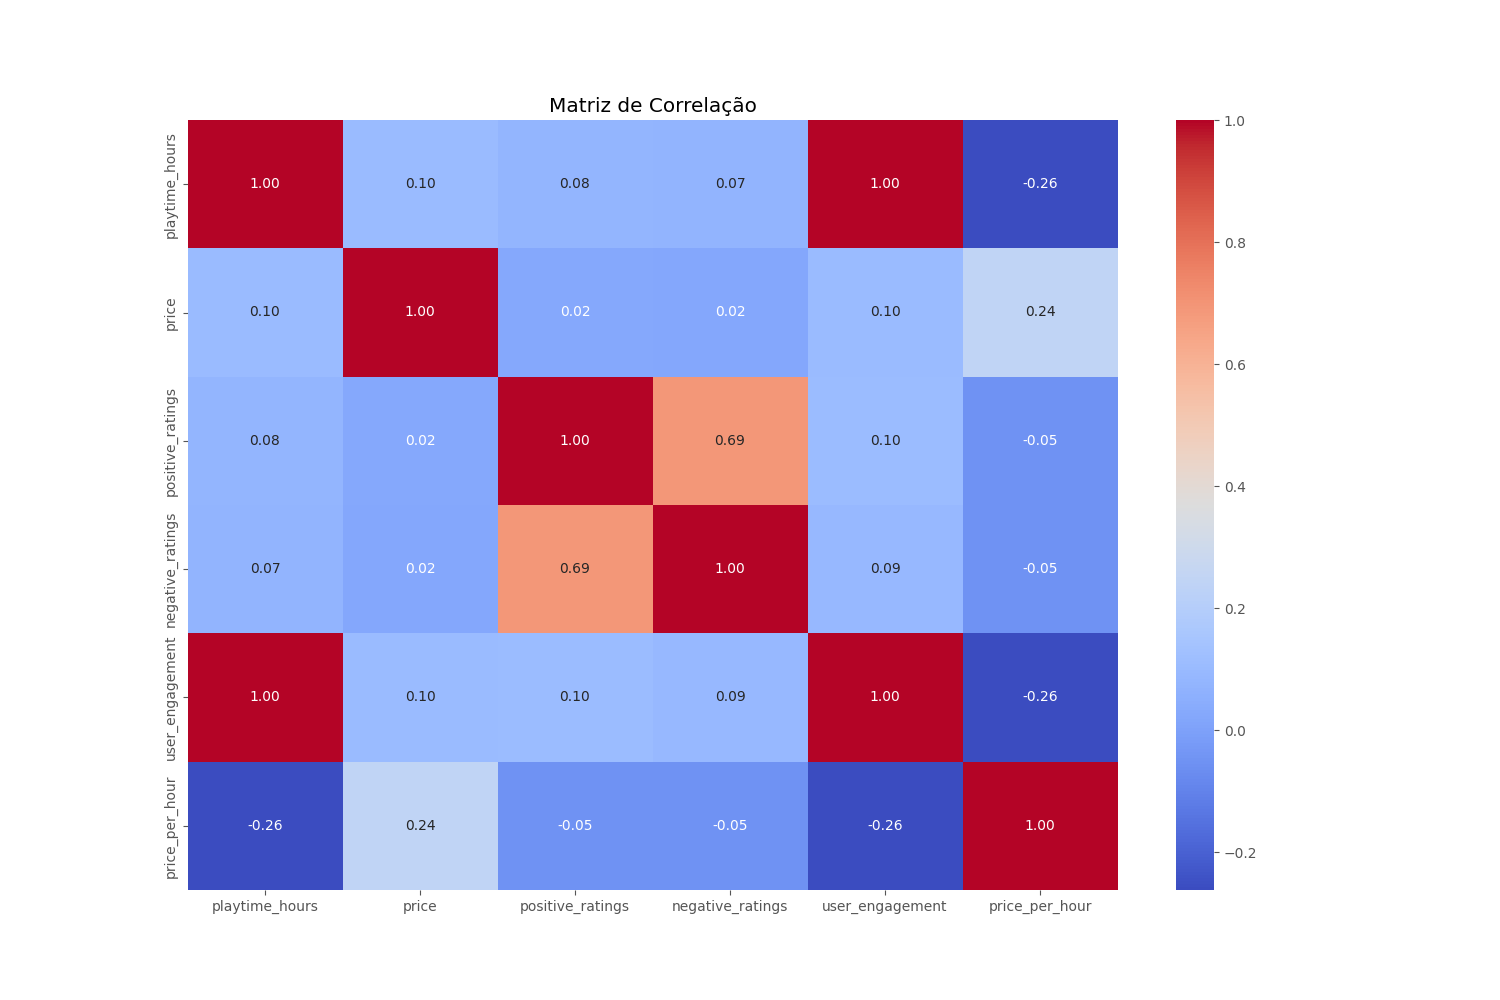 Matriz de Correlação
playtime_hours 1.00 0.10 0.08 0.07 1.00 -0.26
price 0.10 1.00 0.02 0.02 0.10 0.24
positive_ratings 0.08 0.02 1.00 0.69 0.10 -0.05
negative_ratings 0.07 0.02 0.69 1.00 0.09 -0.05
user_engagement 1.00 0.10 0.10 0.09 1.00 -0.26
price_per_hour -0.26 0.24 -0.05 -0.05 -0.26 1.00
playtime_hours price positive_ratings negative_ratings user_engagement price_per_hour
1.0
0.8
0.6
0.4
0.2
0.0
−0.2